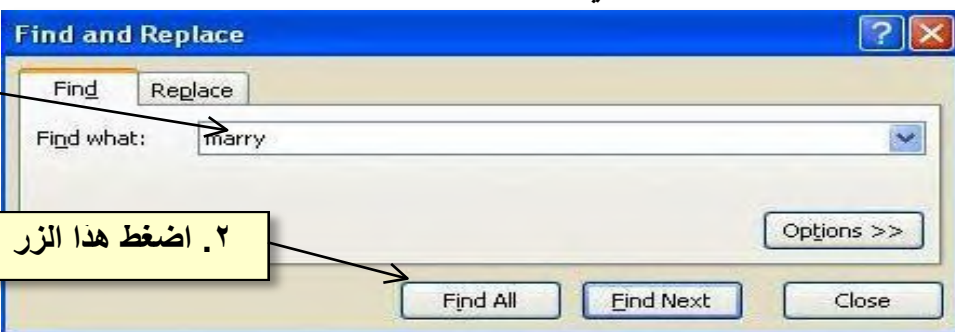 Find and Replace
Find Replace
Find what: marry
٢. اضغط هذا الزر
Options >>
Find All Find Next Close